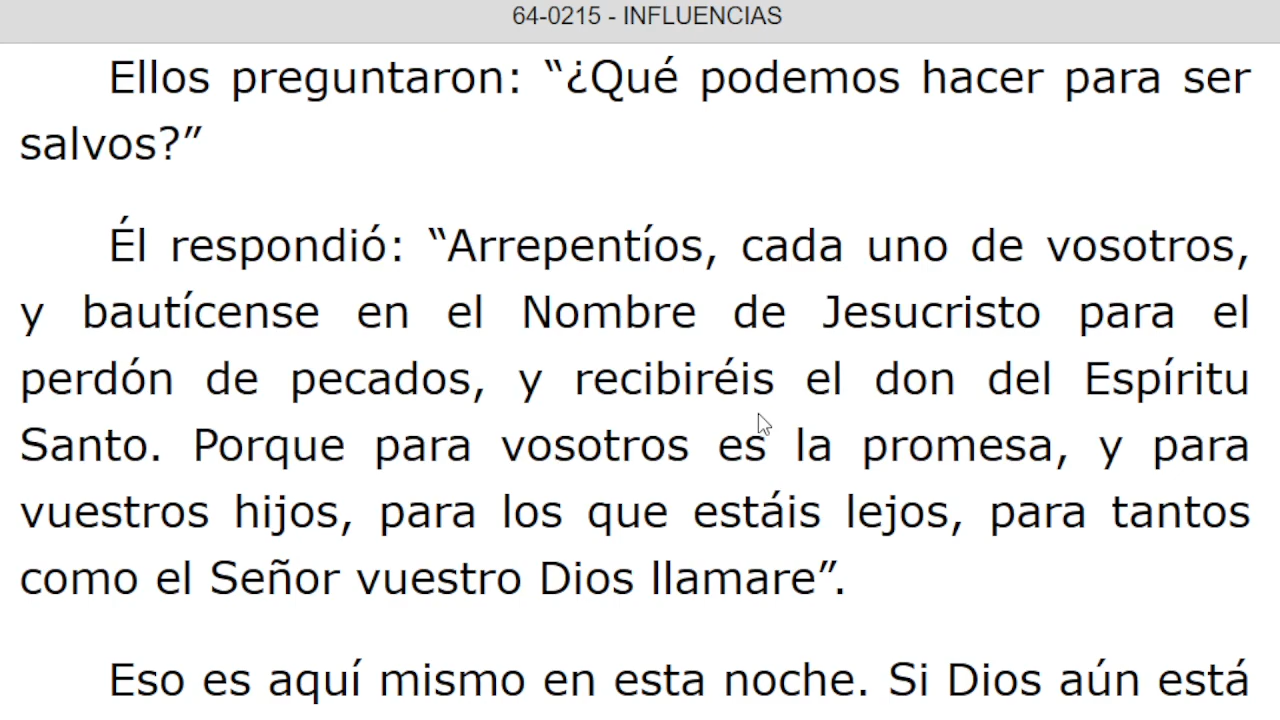 64-0215 - INFLUENCIAS
Ellos preguntaron: “¿Qué podemos hacer para ser
salvos?”
Él respondió: “Arrepentíos, cada uno de vosotros,
y bautícense en el Nombre de Jesucristo para el
perdón de pecados, y recibiréis el don del Espíritu
Santo. Porque para vosotros es la promesa, y para
vuestros hijos, para los que estáis lejos, para tantos
como el Señor vuestro Dios llamare”.
Eso es aquí mismo en esta noche. Si Dios aún está